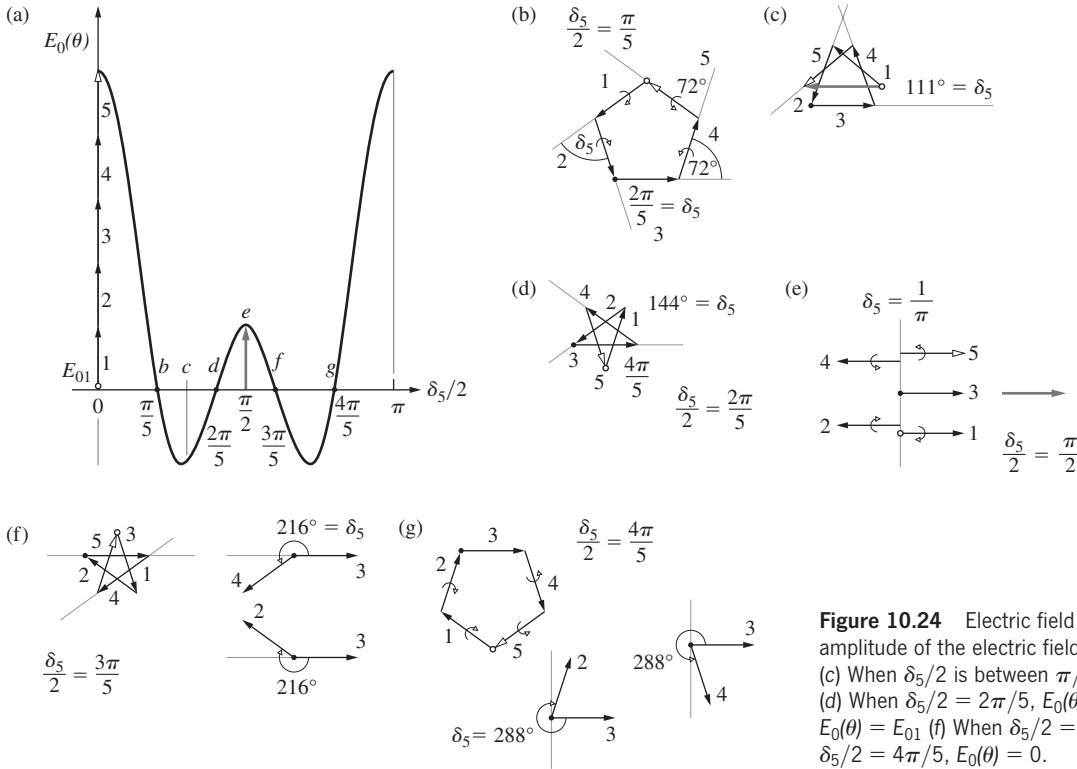 (a)
E₀(θ)
5
4
3
2
1
E₀₁
0
b
c
d
e
f
g
π/5
2π/5
π/2
3π/5
4π/5
π
δ₅/2
(b)
δ₅/2 = π/5
1
5
72°
δ₅
2
4
72°
2π/5 = δ₅
3
(c)
5
4
1
111° = δ₅
2
3
(d)
4
2
144° = δ₅
1
3
5
4π/5
δ₅/2 = 2π/5
(e)
δ₅ = 1/π
5
4
3
2
1
δ₅/2 = π/2
(f)
3
5
2
1
4
δ₅/2 = 3π/5
216° = δ₅
4
3
2
3
216°
(g)
3
δ₅/2 = 4π/5
2
4
1
5
2
δ₅ = 288°
3
3
288°
4
Figure 10.24 Electric field
amplitude of the electric field
(c) When δ₅/2 is between π/
(d) When δ₅/2 = 2π/5, E₀(θ
E₀(θ) = E₀₁ (f) When δ₅/2 =
δ₅/2 = 4π/5, E₀(θ) = 0.